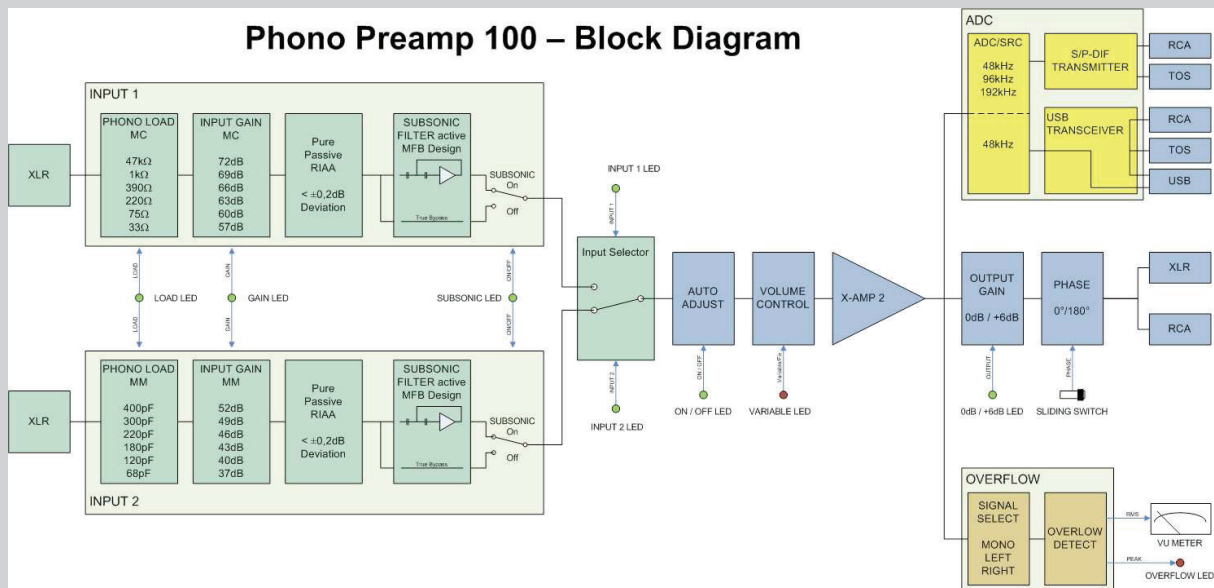 Phono Preamp 100 – Block Diagram
INPUT 1
XLR
PHONO LOAD
MC
47kΩ
1kΩ
390Ω
220Ω
75Ω
33Ω
INPUT GAIN
MC
72dB
69dB
66dB
63dB
60dB
57dB
Pure
Passive
RIAA
< ±0,2dB
Deviation
SUBSONIC
FILTER active
MFB Design
True Bypass
SUBSONIC
On
Off
LOAD
LOAD LED
LOAD
GAIN
GAIN LED
GAIN
ON/OFF
SUBSONIC LED
ON/OFF
XLR
PHONO LOAD
MM
400pF
300pF
220pF
180pF
120pF
68pF
INPUT GAIN
MM
52dB
49dB
46dB
43dB
40dB
37dB
Pure
Passive
RIAA
< ±0,2dB
Deviation
SUBSONIC
FILTER active
MFB Design
True Bypass
SUBSONIC
On
Off
INPUT 2
INPUT 1 LED
INPUT 1
Input Selector
INPUT 2
INPUT 2 LED
AUTO
ADJUST
ON / OFF
ON / OFF LED
VOLUME
CONTROL
VARIABLE LED
X-AMP 2
ADC
ADC/SRC
48kHz
96kHz
192kHz
48kHz
S/P-DIF
TRANSMITTER
RCA
TOS
USB
TRANSCEIVER
RCA
TOS
USB
OUTPUT
GAIN
0dB / +6dB
OUTPUT
0dB / +6dB LED
PHASE
0°/180°
PHASE
SLIDING SWITCH
XLR
RCA
OVERFLOW
SIGNAL
SELECT
MONO
LEFT
RIGHT
OVERLOW
DETECT
RMS
VU METER
PEAK
OVERFLOW LED